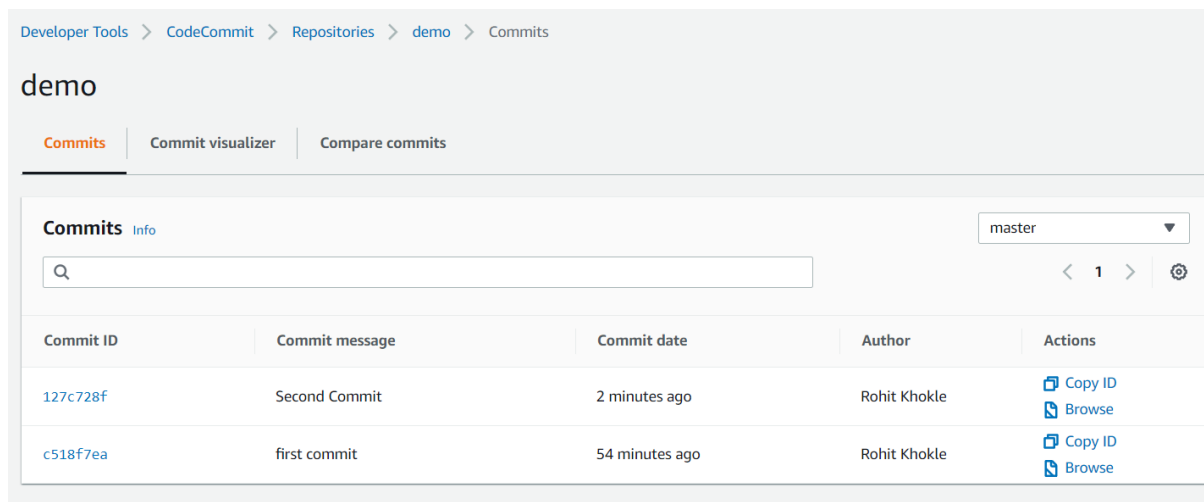 Developer Tools > CodeCommit > Repositories > demo > Commits
demo
Commits Commit visualizer Compare commits
Commits Info
master
1
Commit ID Commit message Commit date Author Actions
127c728f Second Commit 2 minutes ago Rohit Khokle Copy ID
Browse
c518f7ea first commit 54 minutes ago Rohit Khokle Copy ID
Browse